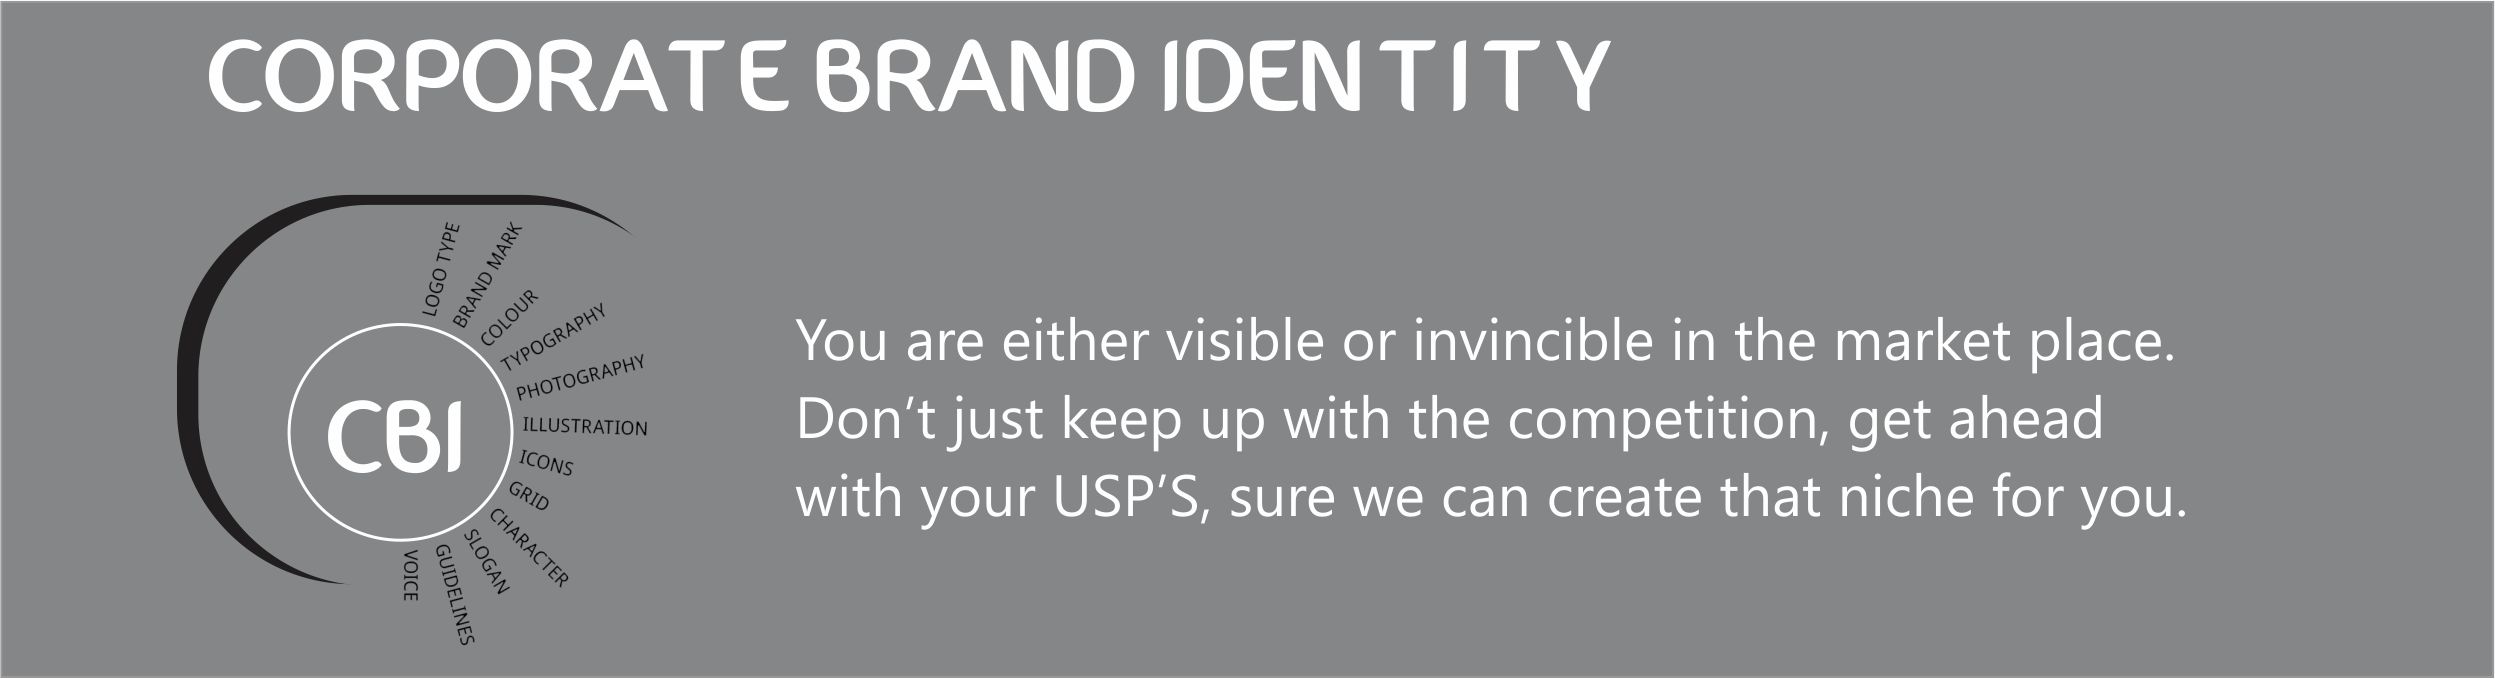 CORPORATE BRAND IDENTITY
LOGO TYPE
BRAND MARK
COLOUR
TYPOGRAPHY
PHOTOGRAPHY
ILLUSTRATION
ICONS
GRID
CHARACTER
SLOGAN
GUIDELINES
VOICE
CBI
You are either visible or invincible in the market place.
Don‘t just keep up with the competition, get ahead
with your USP’S, sure we can create that niche for you.